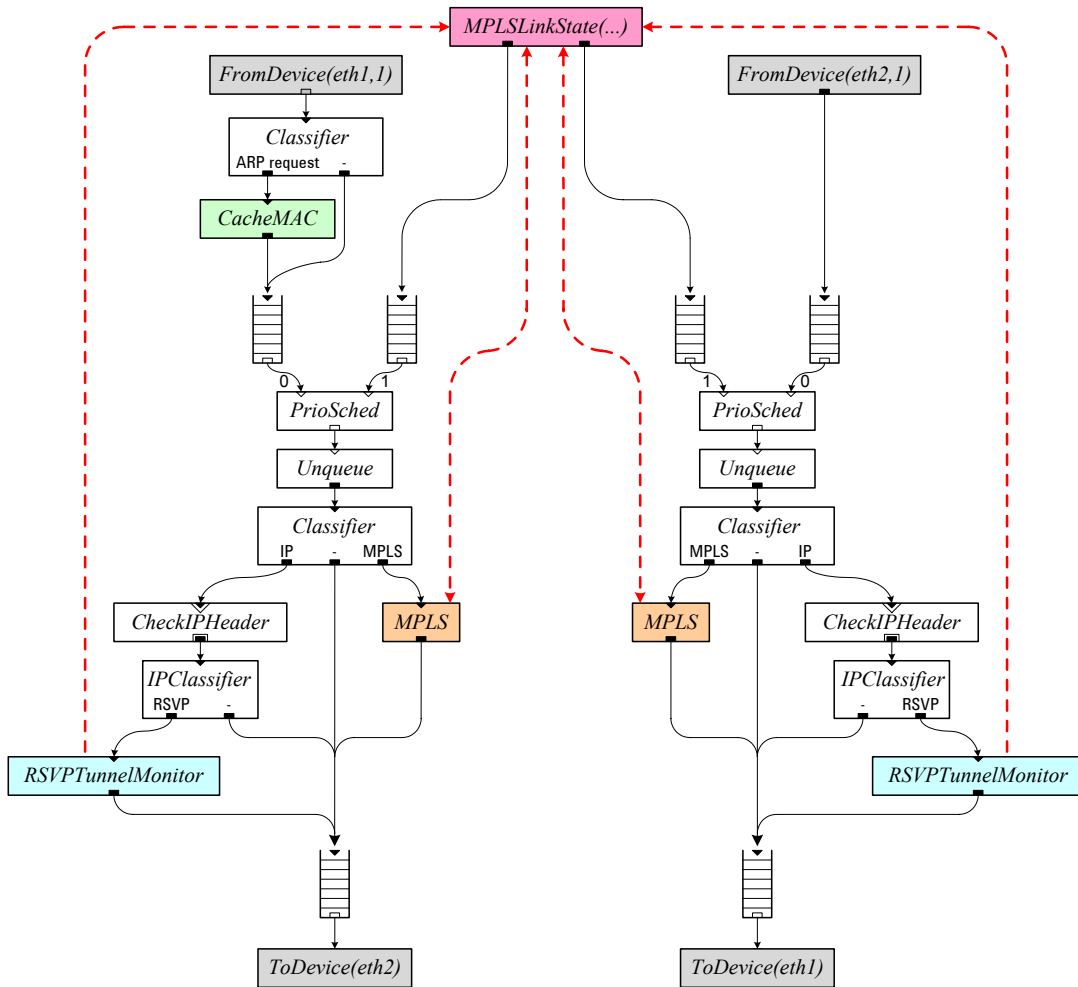 MPLSLinkState(...)
FromDevice(eth1,1)
FromDevice(eth2,1)
Classifier
ARP request -
CacheMAC
0 1
1 0
PrioSched
PrioSched
Unqueue
Unqueue
Classifier
IP - MPLS
Classifier
MPLS - IP
CheckIPHeader
MPLS
MPLS
CheckIPHeader
IPClassifier
RSVP -
IPClassifier
- RSVP
RSVPTunnelMonitor
RSVPTunnelMonitor
ToDevice(eth2)
ToDevice(eth1)